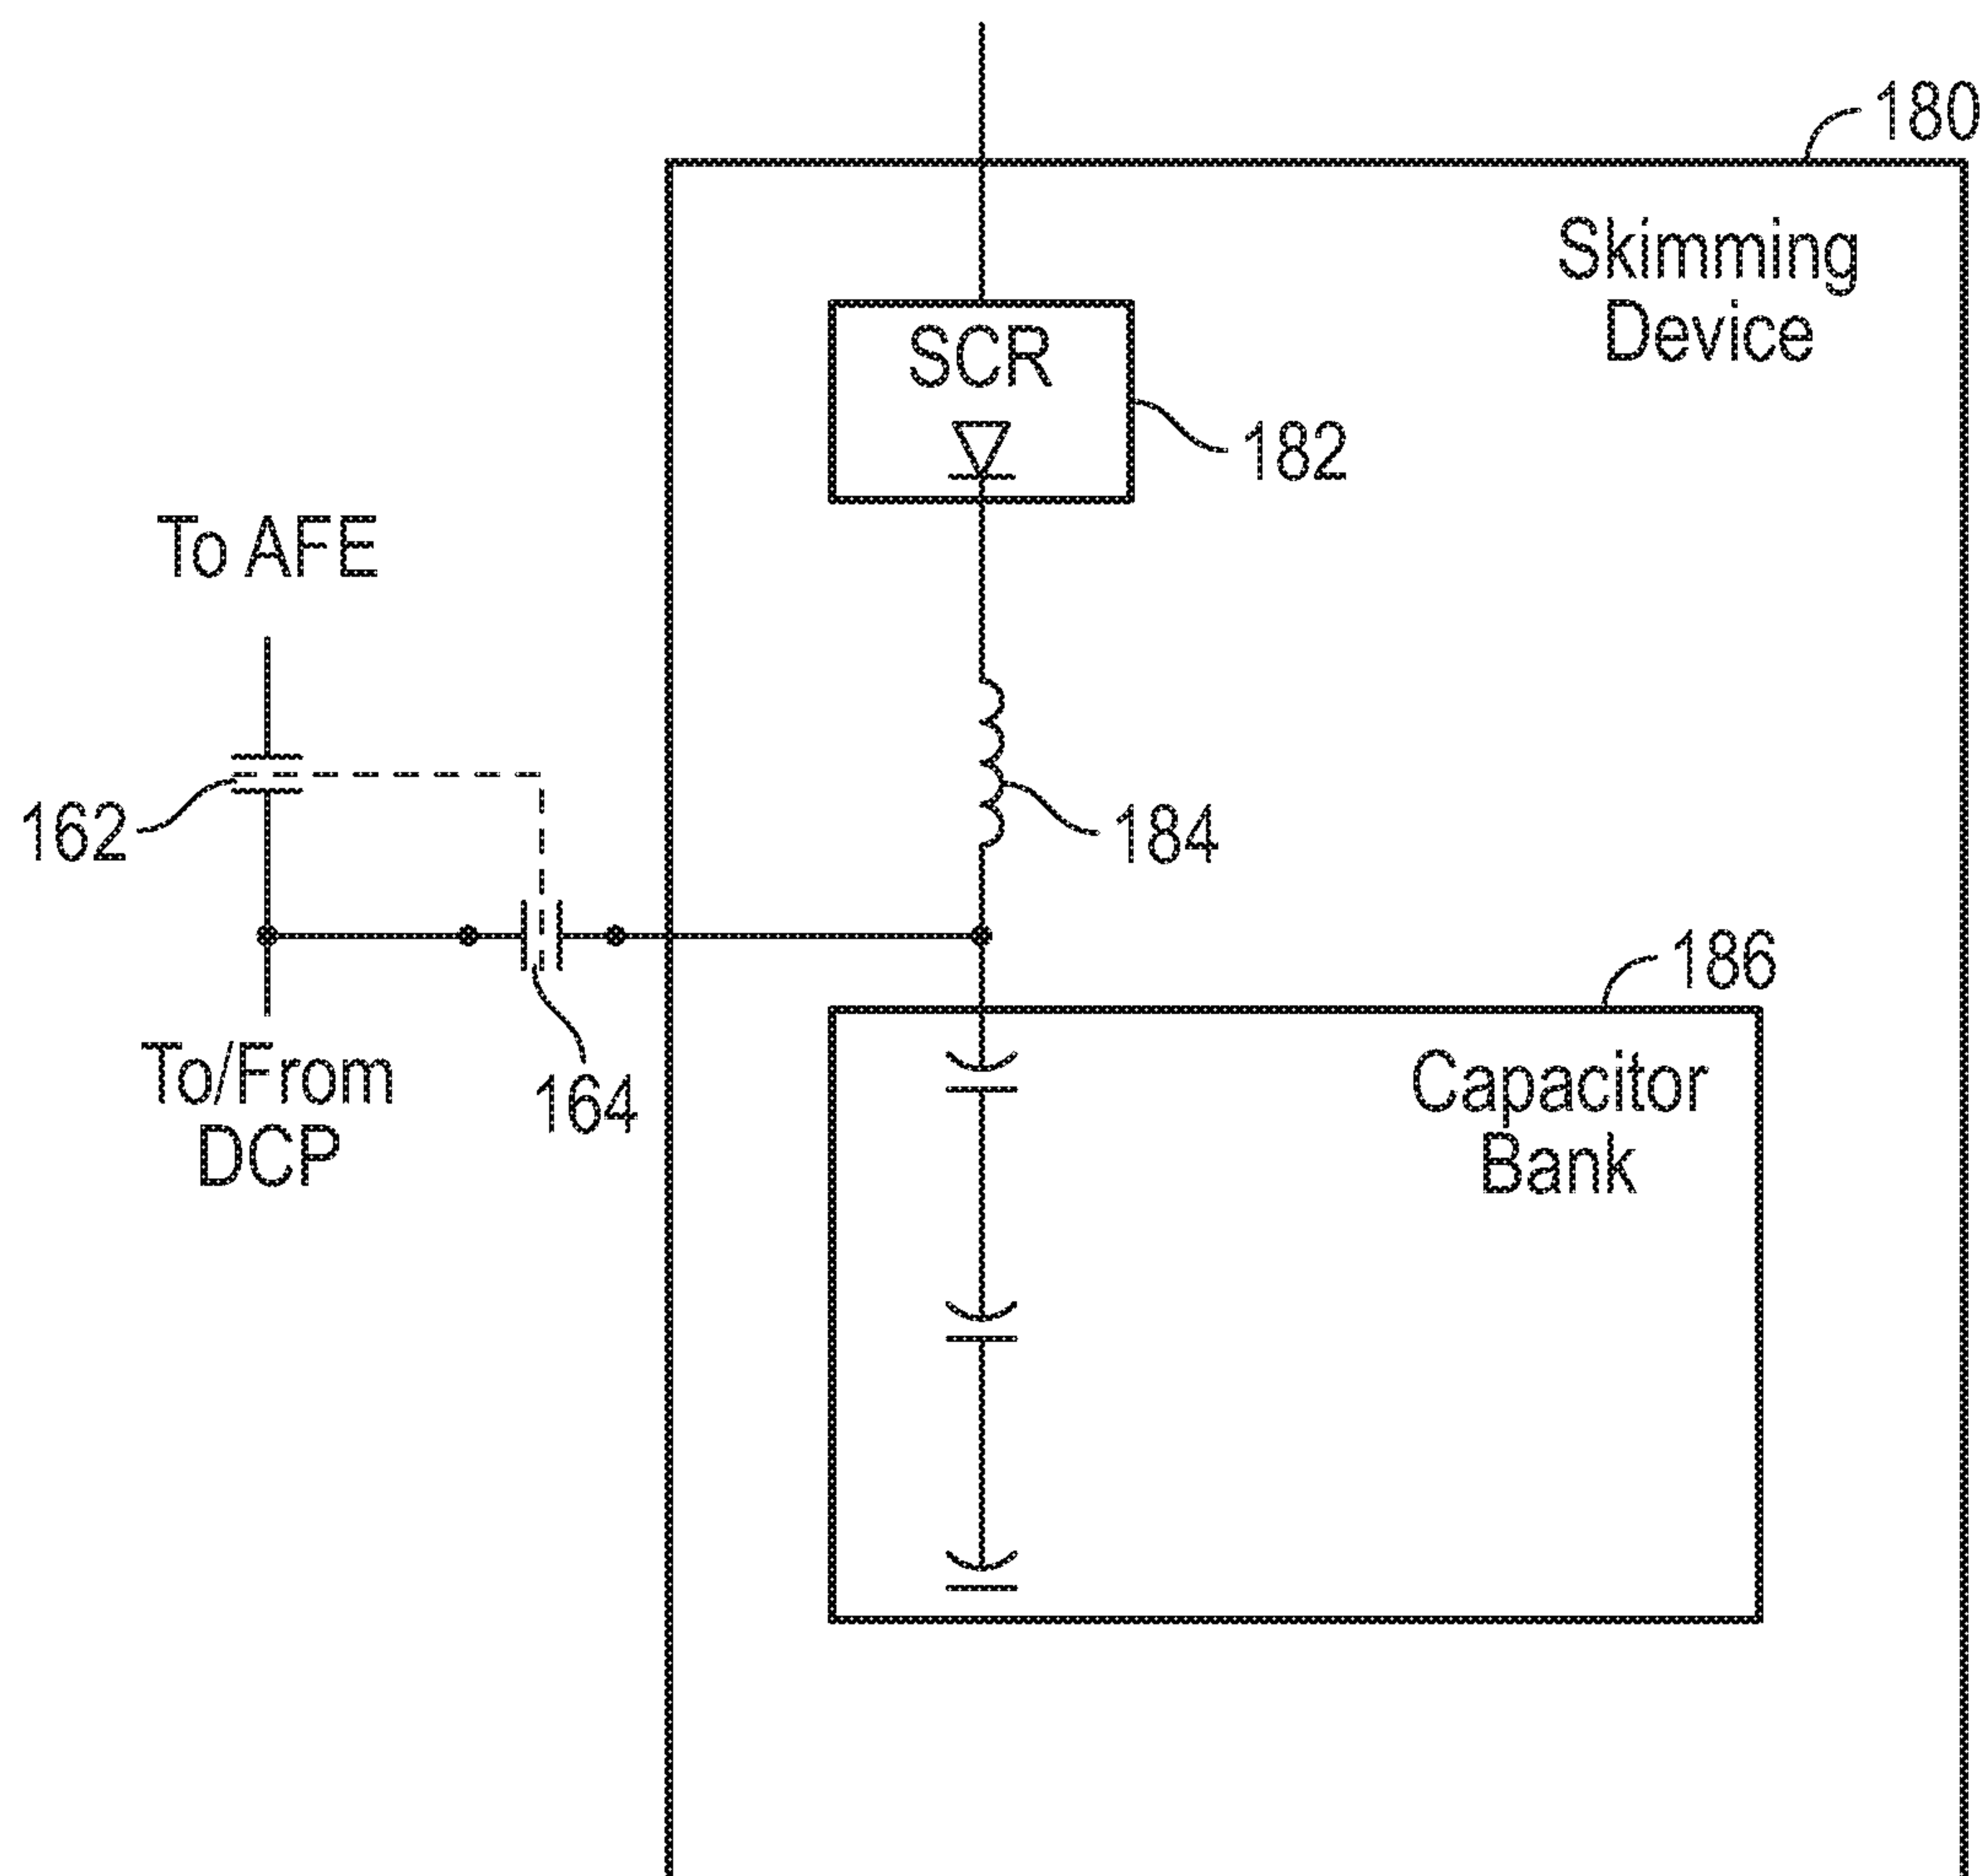 180
Skimming
Device
SCR
182
To AFE
162
184
164
To/From
DCP
186
Capacitor
Bank